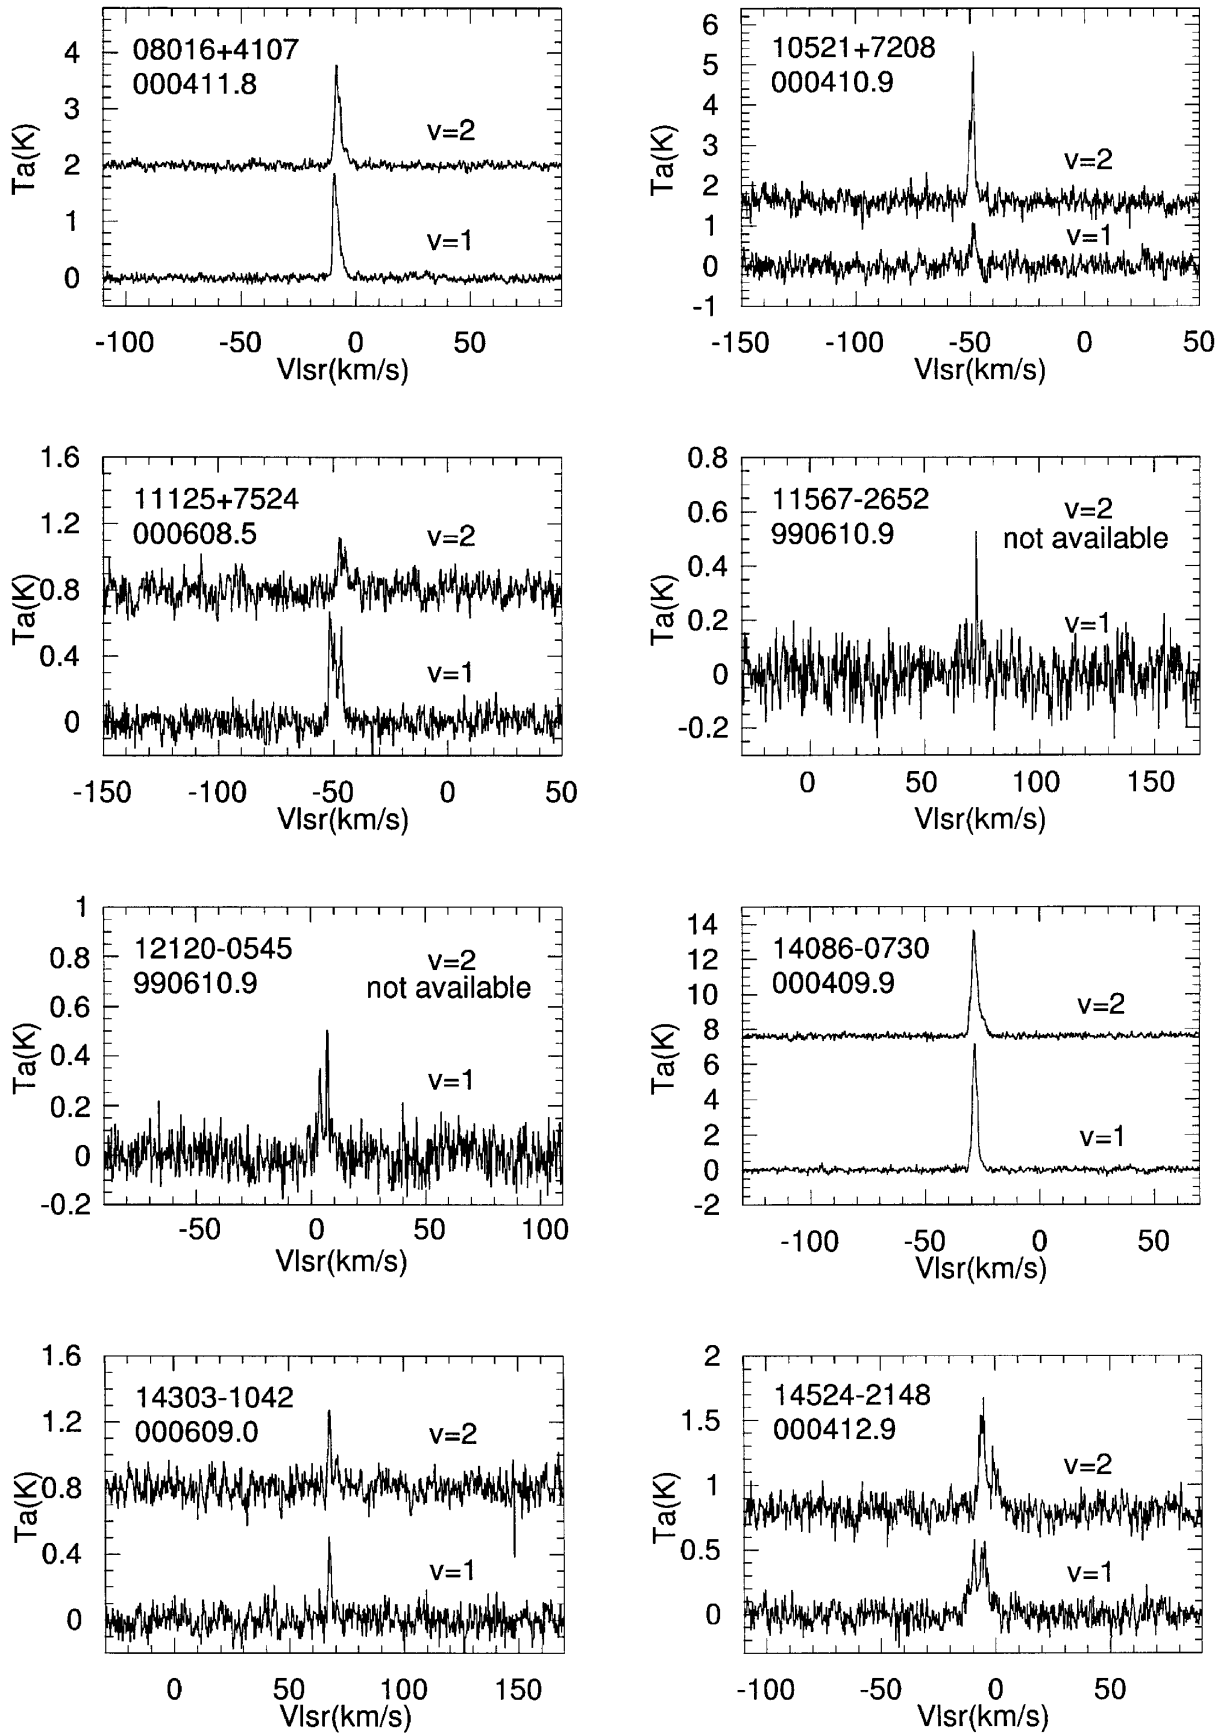 08016+4107
000411.8
v=2
v=1
4
3
2
1
0
Ta(K)
-100
-50
0
50
Vlsr(km/s)
10521+7208
000410.9
v=2
v=1
6
5
4
3
2
1
0
-1
Ta(K)
-150
-100
-50
0
50
Vlsr(km/s)
11125+7524
000608.5
v=2
v=1
1.6
1.2
0.8
0.4
0
Ta(K)
-150
-100
-50
0
50
Vlsr(km/s)
11567-2652
990610.9
v=2
not available
v=1
0.8
0.6
0.4
0.2
0
-0.2
Ta(K)
0
50
100
150
Vlsr(km/s)
12120-0545
990610.9
v=2
not available
v=1
1
0.8
0.6
0.4
0.2
0
-0.2
Ta(K)
-50
0
50
100
Vlsr(km/s)
14086-0730
000409.9
v=2
v=1
14
12
10
8
6
4
2
0
-2
Ta(K)
-100
-50
0
50
Vlsr(km/s)
14303-1042
000609.0
v=2
v=1
1.6
1.2
0.8
0.4
0
Ta(K)
0
50
100
150
Vlsr(km/s)
14524-2148
000412.9
v=2
v=1
2
1.5
1
0.5
0
Ta(K)
-100
-50
0
50
Vlsr(km/s)